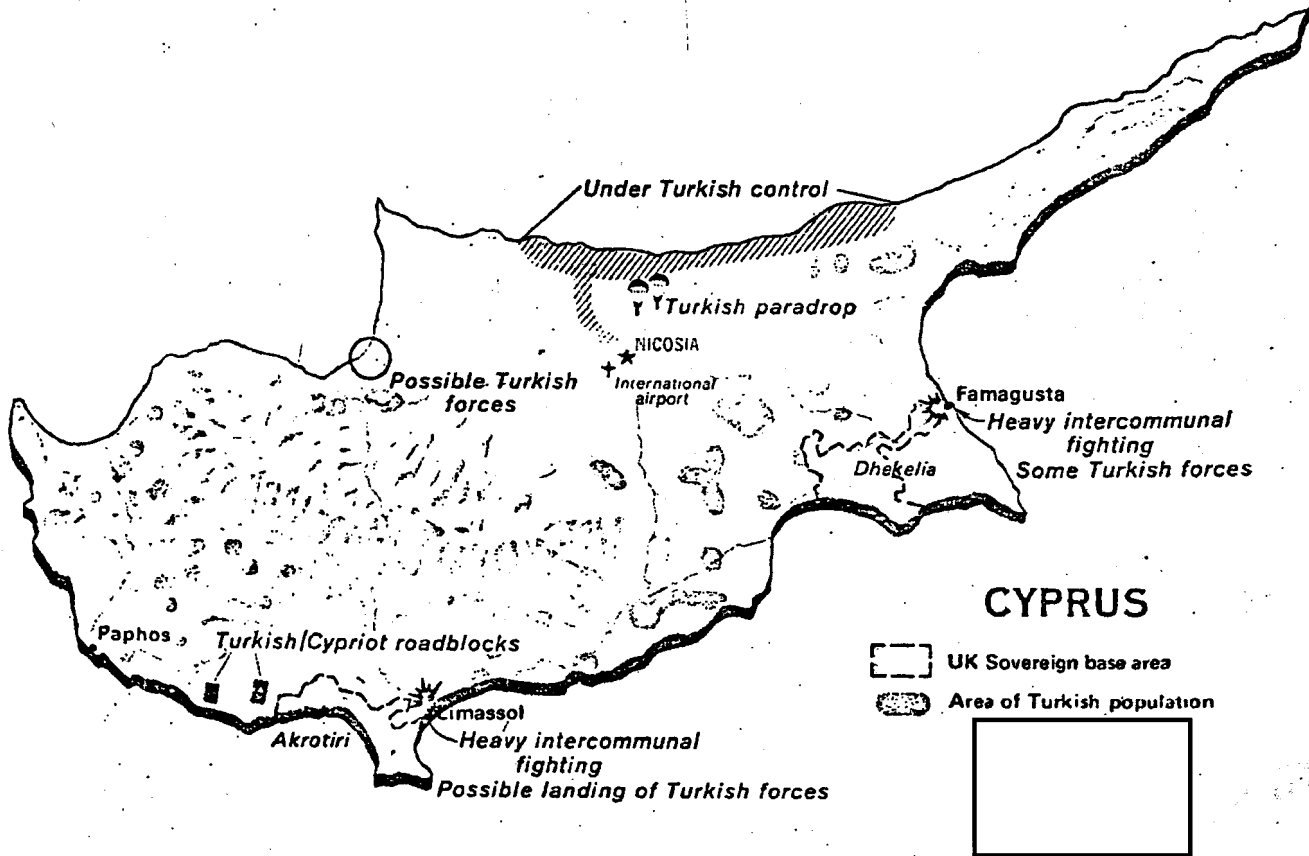 Under Turkish control
Turkish paradrop
NICOSIA
International
airport
Possible Turkish
forces
Famagusta
Heavy intercommunal
fighting
Some Turkish forces
Dhekelia
CYPRUS
UK Sovereign base area
Area of Turkish population
Paphos
Turkish/Cypriot roadblocks
Limassol
Akrotiri
Heavy intercommunal
fighting
Possible landing of Turkish forces